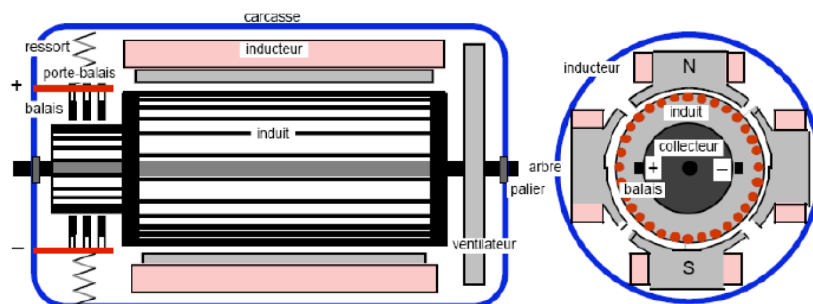 carcasse
ressort
inducteur
porte-balais
+
balais
induit
arbre
palier
–
ventilateur
inducteur
N
induit
collecteur
+
–
balais
S